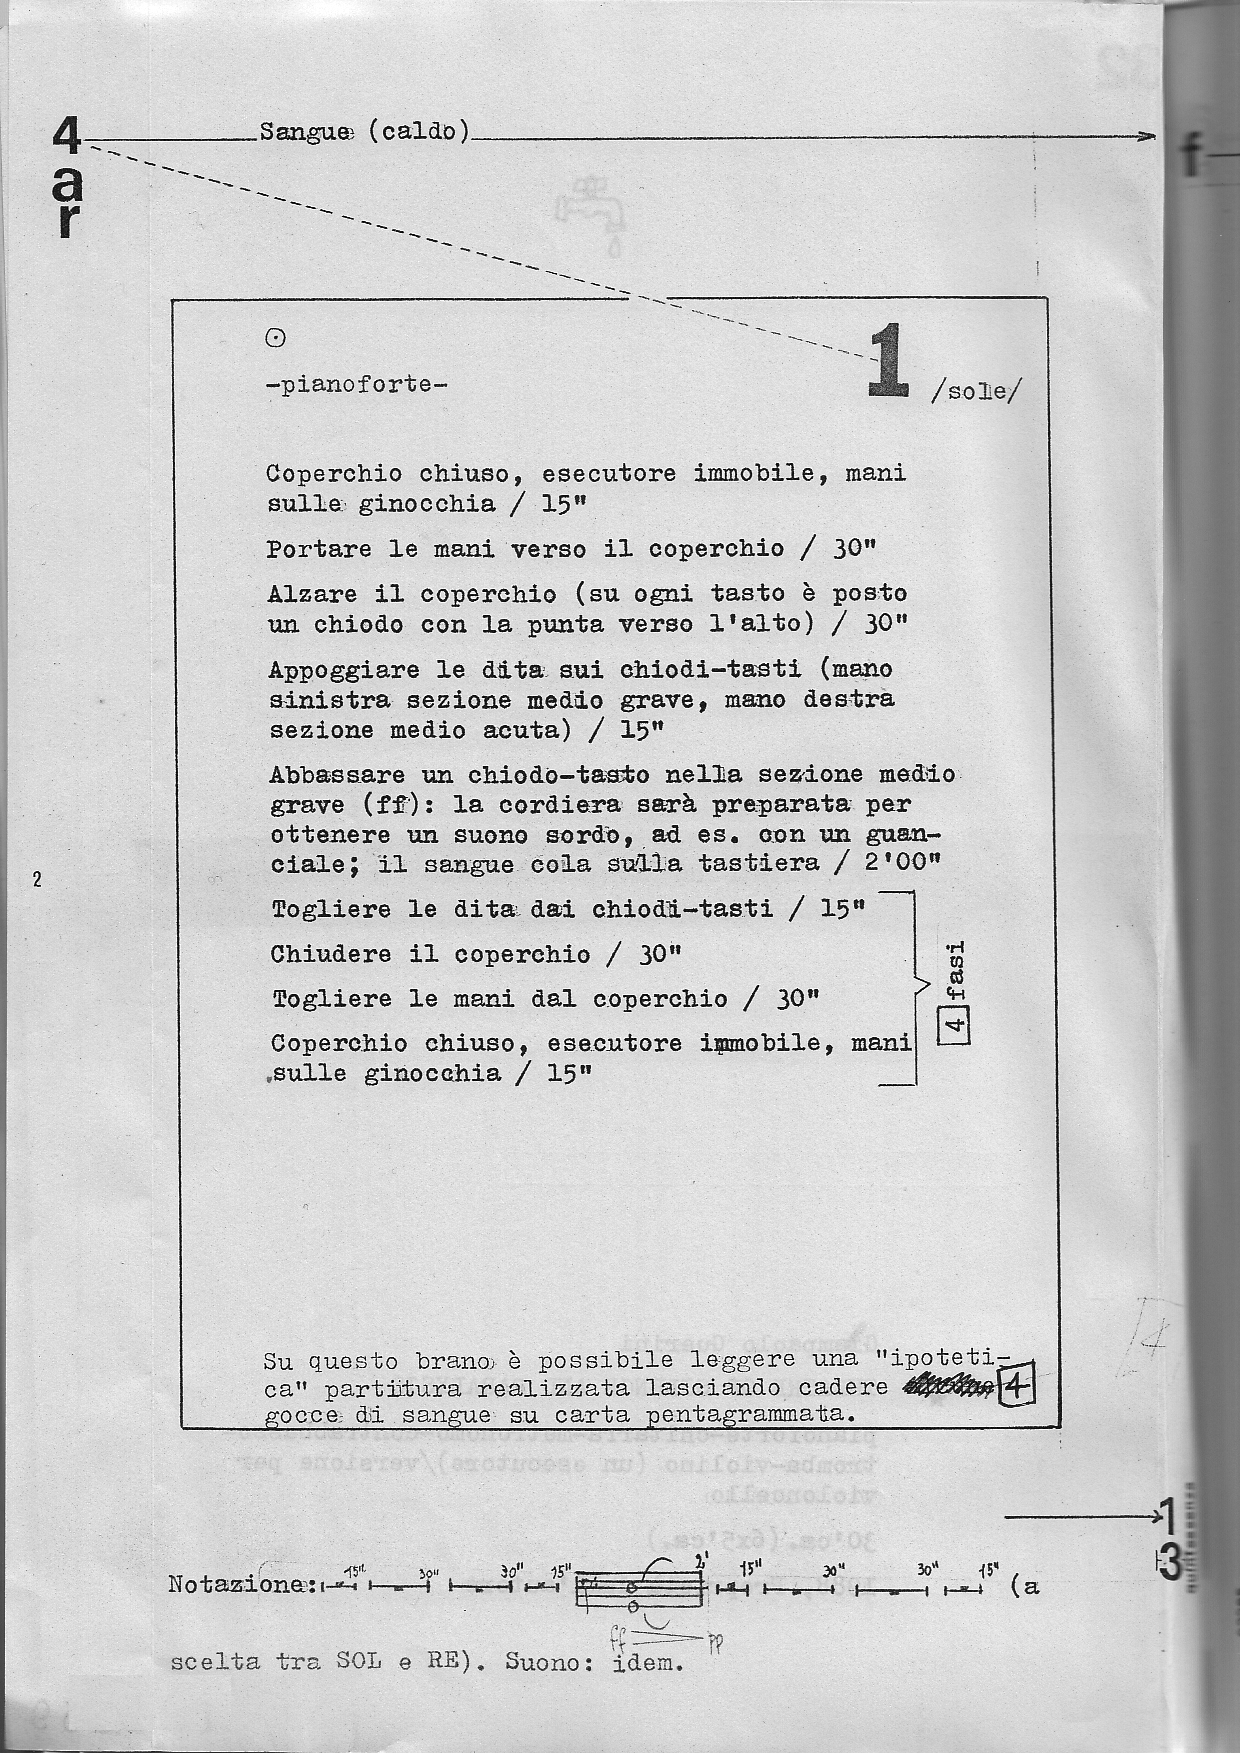 4 Sangue (caldo)
a
r
f
-pianoforte-
1 /sole/
Coperchio chiuso, esecutore immobile, mani
sulle ginocchia / 15"
Portare le mani verso il coperchio / 30"
Alzare il coperchio (su ogni tasto è posto
un chiodo con la punta verso l'alto) / 30"
Appoggiare le dita sui chiodi-tasti (mano
sinistra sezione medio grave, mano destra
sezione medio acuta) / 15"
Abbassare un chiodo-tasto nella sezione medio
grave (ff): la cordiera sarà preparata per
ottenere un suono sordo, ad es. con un guan-
ciale; il sangue cola sulla tastiera / 2'00"
2
Togliere le dita dai chiodi-tasti / 15"
Chiudere il coperchio / 30"
Togliere le mani dal coperchio / 30"
Coperchio chiuso, esecutore immobile, mani
sulle ginocchia / 15"
4 fasi
4
Su questo brano è possibile leggere una "ipoteti-
ca" partitura realizzata lasciando cadere 4
gocce di sangue su carta pentagrammata.
1
3
15" 30" 30" 15" 2' 15" 30" 30" 15"
Notazione: (a
ff pp
scelta tra SOL e RE). Suono: idem.